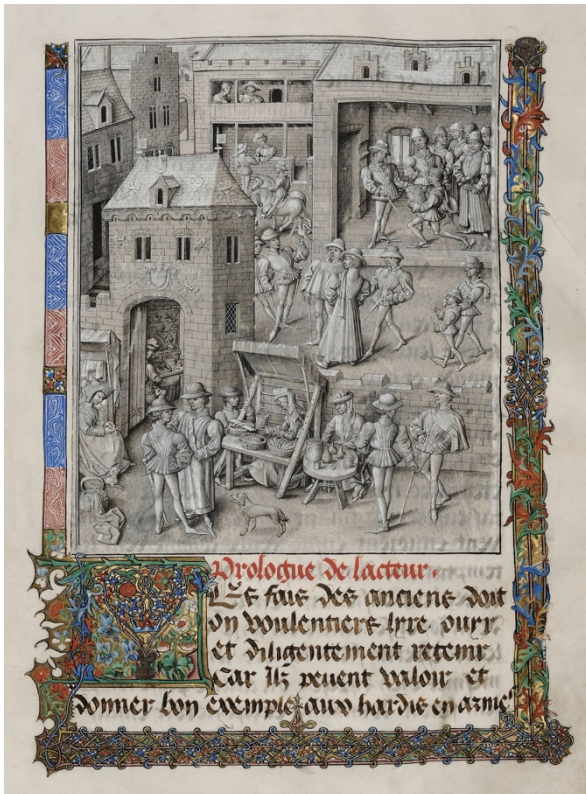 Prologue de lacteur.
Les fais des anciens doit
on voulentiers lyre ouyr
et diligentement retenir
Car Ilz peuent valoir et
donner bon exemple aux hardis en arme